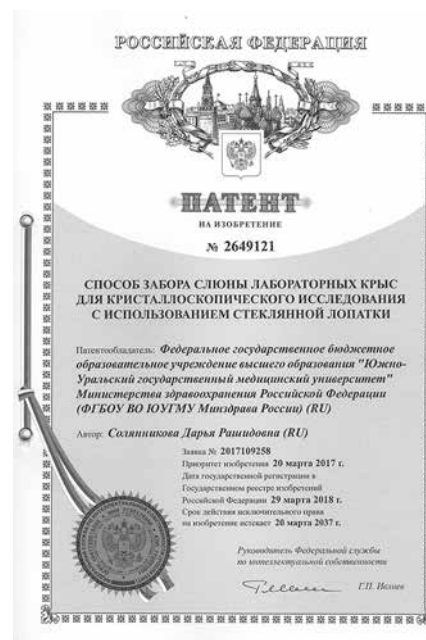 РОССИЙСКАЯ ФЕДЕРАЦИЯ
ПАТЕНТ
НА ИЗОБРЕТЕНИЕ
№ 2649121
СПОСОБ ЗАБОРА СЛЮНЫ ЛАБОРАТОРНЫХ КРЫС
ДЛЯ КРИСТАЛЛОСКОПИЧЕСКОГО ИССЛЕДОВАНИЯ
С ИСПОЛЬЗОВАНИЕМ СТЕКЛЯННОЙ ЛОПАТКИ
Патентообладатель: Федеральное государственное бюджетное
образовательное учреждение высшего образования "Южно-
Уральский государственный медицинский университет"
Министерства здравоохранения Российской Федерации
(ФГБОУ ВО ЮУГМУ Минздрава России) (RU)
Автор: Солянникова Дарья Рашидовна (RU)
Заявка № 2017109258
Приоритет изобретения 20 марта 2017 г.
Дата государственной регистрации в
Государственном реестре изобретений
Российской Федерации 29 марта 2018 г.
Срок действия исключительного права
на изобретение истекает 20 марта 2037 г.
Руководитель Федеральной службы
по интеллектуальной собственности
Г.П. Ивлиев